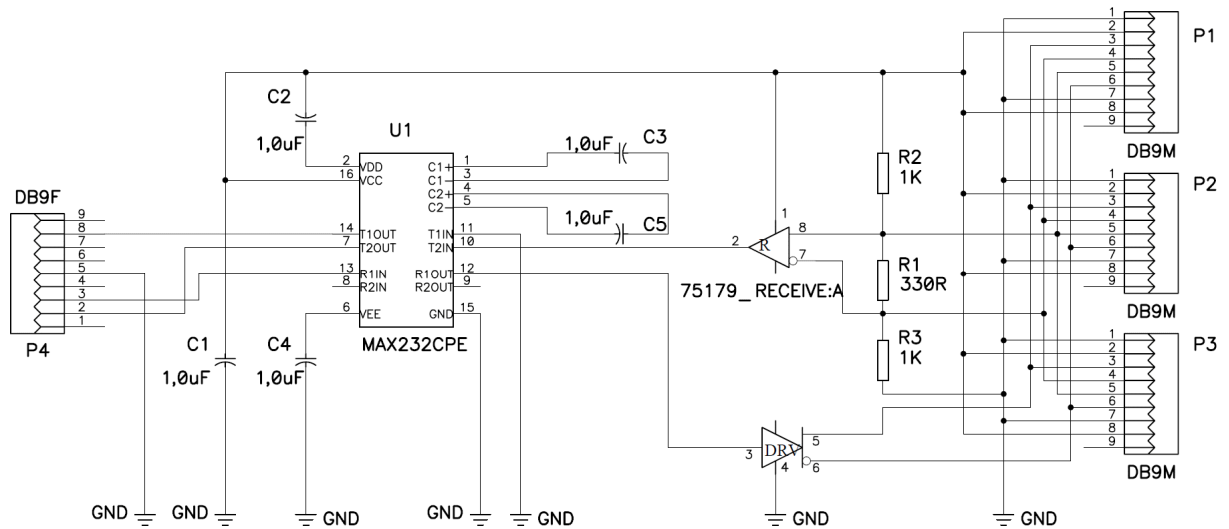 1
2
3
4
5
6
7
8
9
P1
DB9M
C2
1,0uF
U1
1,0uF
C3
R2
1K
2
16
VDD
VCC
C1+
C1-
C2+
C2-
1
3
4
5
1,0uF
C5
1
2
3
4
5
6
7
8
9
P2
DB9M
DB9F
9
8
7
6
5
4
3
2
1
P4
14
7
T1OUT
T2OUT
T1IN
T2IN
11
10
2
R
1
8
7
75179_RECEIVE:A
R1
330R
13
8
R1IN
R2IN
R1OUT
R2OUT
12
9
6
VEE
GND
15
MAX232CPE
C1
1,0uF
C4
1,0uF
R3
1K
1
2
3
4
5
6
7
8
9
P3
DB9M
3
DRV
5
6
4
GND
GND
GND
GND
GND
GND
GND